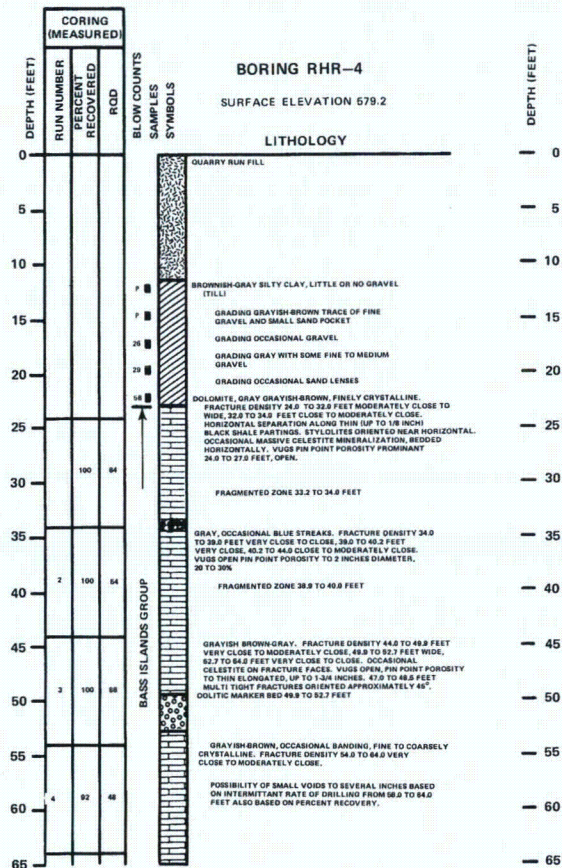 CORING
(MEASURED)
DEPTH (FEET)
RUN NUMBER
PERCENT
RECOVERED
RQD
BLOW COUNTS
SAMPLES
SYMBOLS
BORING RHR–4
SURFACE ELEVATION 579.2
LITHOLOGY
DEPTH (FEET)
0
5
10
15
20
25
30
35
40
45
50
55
60
65
100 64
2 100 54
3 100 68
4 92 48
P
P
26
29
58
BASS ISLANDS GROUP
QUARRY RUN FILL
BROWNISH-GRAY SILTY CLAY, LITTLE OR NO GRAVEL
(TILL)
GRADING GRAYISH-BROWN TRACE OF FINE
GRAVEL AND SMALL SAND POCKET
GRADING OCCASIONAL GRAVEL
GRADING GRAY WITH SOME FINE TO MEDIUM
GRAVEL
GRADING OCCASIONAL SAND LENSES
DOLOMITE, GRAY GRAYISH-BROWN, FINELY CRYSTALLINE.
FRACTURE DENSITY 24.0 TO 32.0 FEET MODERATELY CLOSE TO
WIDE, 32.0 TO 34.0 FEET CLOSE TO MODERATELY CLOSE.
HORIZONTAL SEPARATION ALONG THIN (UP TO 1/8 INCH)
BLACK SHALE PARTINGS. STYLOLITES ORIENTED NEAR HORIZONTAL.
OCCASIONAL MASSIVE CELESTITE MINERALIZATION, BEDDED
HORIZONTALLY. VUGS PIN POINT POROSITY PROMINANT
24.0 TO 27.0 FEET, OPEN.
FRAGMENTED ZONE 33.2 TO 34.0 FEET
GRAY, OCCASIONAL BLUE STREAKS. FRACTURE DENSITY 34.0
TO 39.0 FEET VERY CLOSE TO CLOSE, 39.0 TO 40.2 FEET
VERY CLOSE, 40.2 TO 44.0 CLOSE TO MODERATELY CLOSE.
VUGS OPEN PIN POINT POROSITY TO 2 INCHES DIAMETER,
20 TO 30%
FRAGMENTED ZONE 38.9 TO 40.0 FEET
GRAYISH BROWN-GRAY. FRACTURE DENSITY 44.0 TO 49.9 FEET
VERY CLOSE TO MODERATELY CLOSE, 49.9 TO 52.7 FEET WIDE,
52.7 TO 54.0 FEET VERY CLOSE TO CLOSE. OCCASIONAL
CELESTITE ON FRACTURE FACES. VUGS OPEN, PIN POINT POROSITY
TO THIN ELONGATED, UP TO 1-3/4 INCHES. 47.0 TO 48.5 FEET
MULTI TIGHT FRACTURES ORIENTED APPROXIMATELY 45°.
OOLITIC MARKER BED 49.9 TO 52.7 FEET
GRAYISH-BROWN, OCCASIONAL BANDING, FINE TO COARSELY
CRYSTALLINE. FRACTURE DENSITY 54.0 TO 64.0 VERY
CLOSE TO MODERATELY CLOSE.
POSSIBILITY OF SMALL VOIDS TO SEVERAL INCHES BASED
ON INTERMITTANT RATE OF DRILLING FROM 58.0 TO 64.0
FEET ALSO BASED ON PERCENT RECOVERY.
0
5
10
15
20
25
30
35
40
45
50
55
60
65